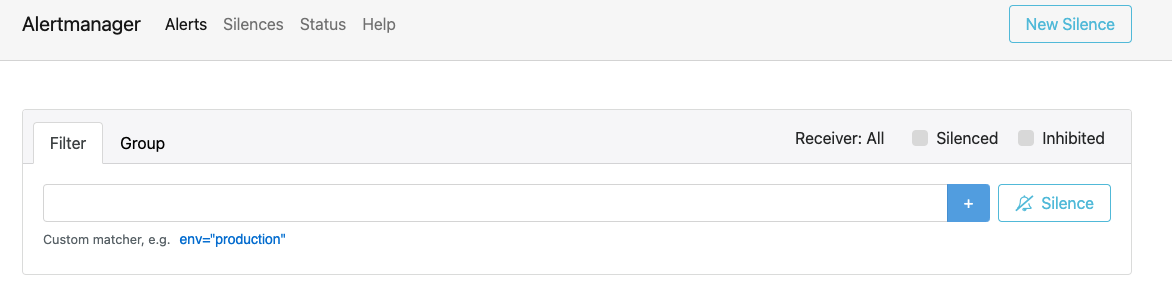 Alertmanager Alerts Silences Status Help New Silence
Filter Group Receiver: All Silenced Inhibited
+ Silence
Custom matcher, e.g. env="production"